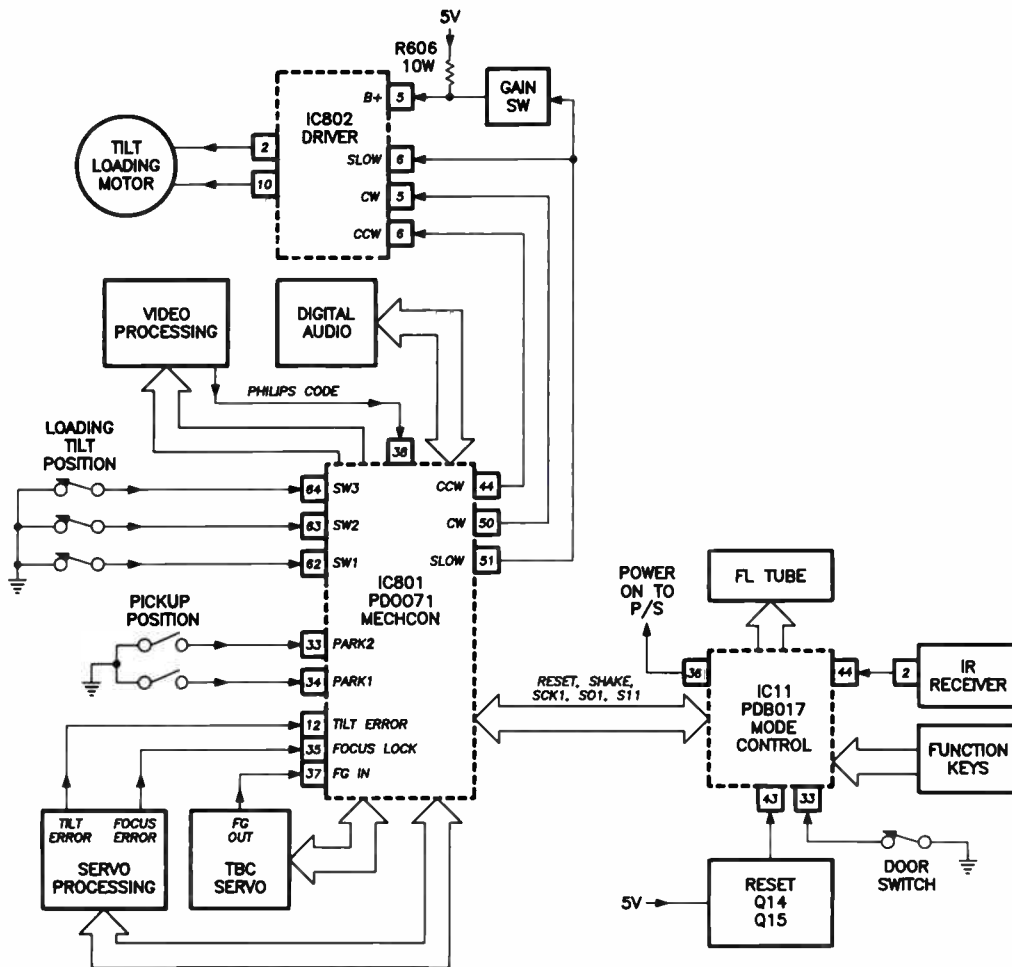 5V
R606
10W
B+
5
GAIN
SW
IC802
DRIVER
TILT
LOADING
MOTOR
2
10
SLOW
6
CW
5
CCW
6
VIDEO
PROCESSING
DIGITAL
AUDIO
PHILIPS CODE
38
LOADING
TILT
POSITION
64
SW3
63
SW2
62
SW1
CCW
44
CW
50
SLOW
51
IC801
PD0071
MECHCON
PICKUP
POSITION
33
PARK2
34
PARK1
12
TILT ERROR
35
FOCUS LOCK
37
FG IN
TILT
ERROR
FOCUS
ERROR
SERVO
PROCESSING
FG
OUT
TBC
SERVO
RESET, SHAKE,
SCK1, SO1, S11
POWER
ON TO
P/S
FL TUBE
36
44
2
IR
RECEIVER
IC11
PDB017
MODE
CONTROL
FUNCTION
KEYS
43
33
DOOR
SWITCH
5V
RESET
Q14
Q15